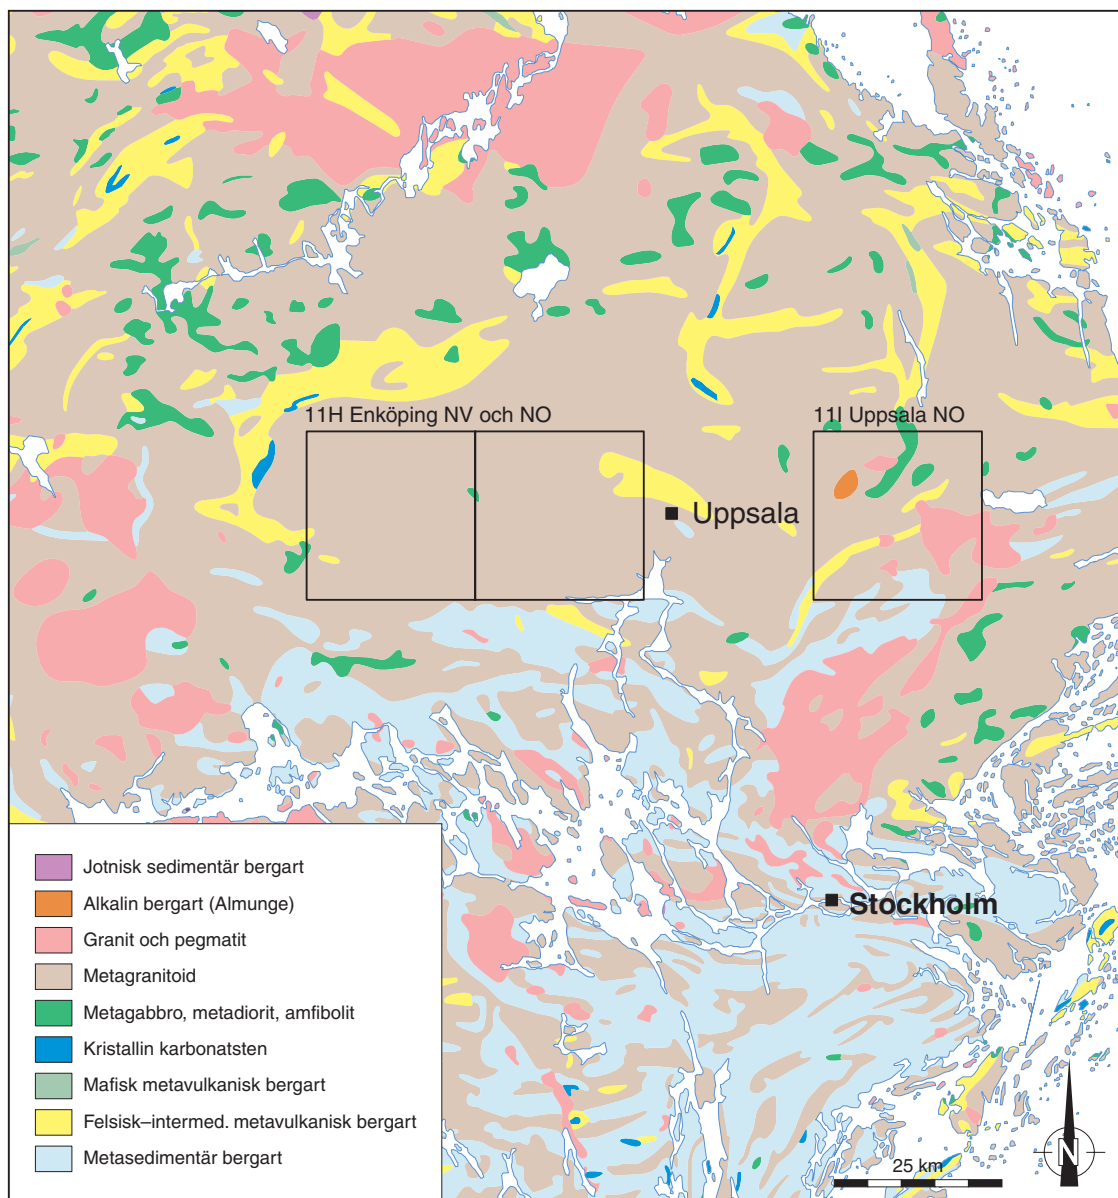 11H Enköping NV och NO
11I Uppsala NO
Uppsala
Stockholm
Jotnisk sedimentär bergart
Alkalin bergart (Almunge)
Granit och pegmatit
Metagranitoid
Metagabbro, metadiorit, amfibolit
Kristallin karbonatsten
Mafisk metavulkanisk bergart
Felsisk–intermed. metavulkanisk bergart
Metasedimentär bergart
25 km
N